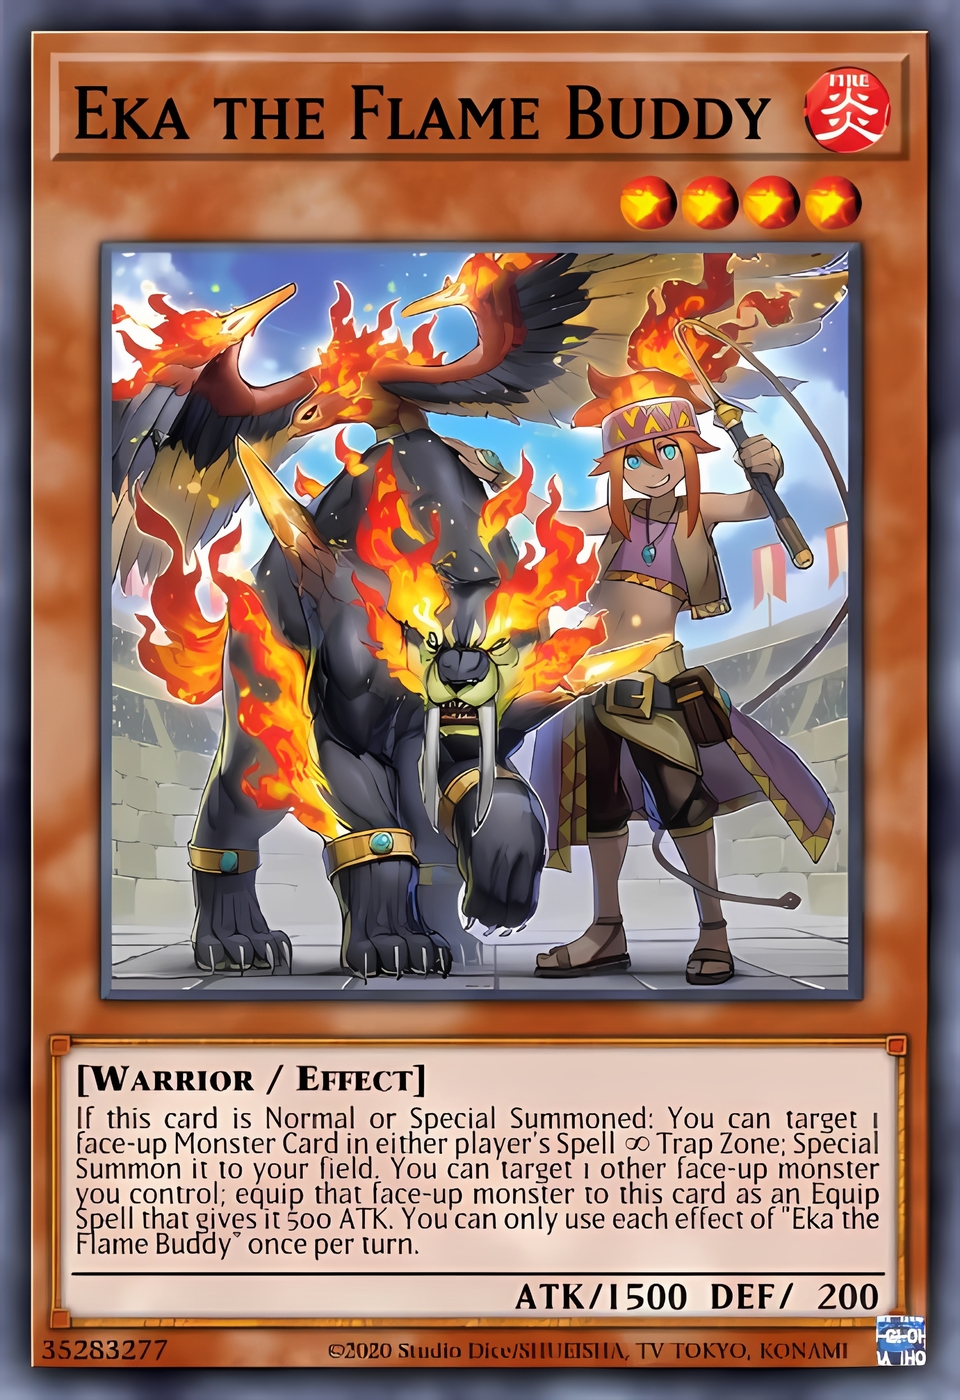 Eka the Flame Buddy
炎
[Warrior / Effect]
If this card is Normal or Special Summoned: You can target 1
face-up Monster Card in either player's Spell ∞ Trap Zone; Special
Summon it to your field. You can target 1 other face-up monster
you control; equip that face-up monster to this card as an Equip
Spell that gives it 500 ATK. You can only use each effect of "Eka the
Flame Buddy" once per turn.
ATK/1500 DEF/ 200
35283277
©2020 Studio Dice/SHUEISHA, TV TOKYO, KONAMI